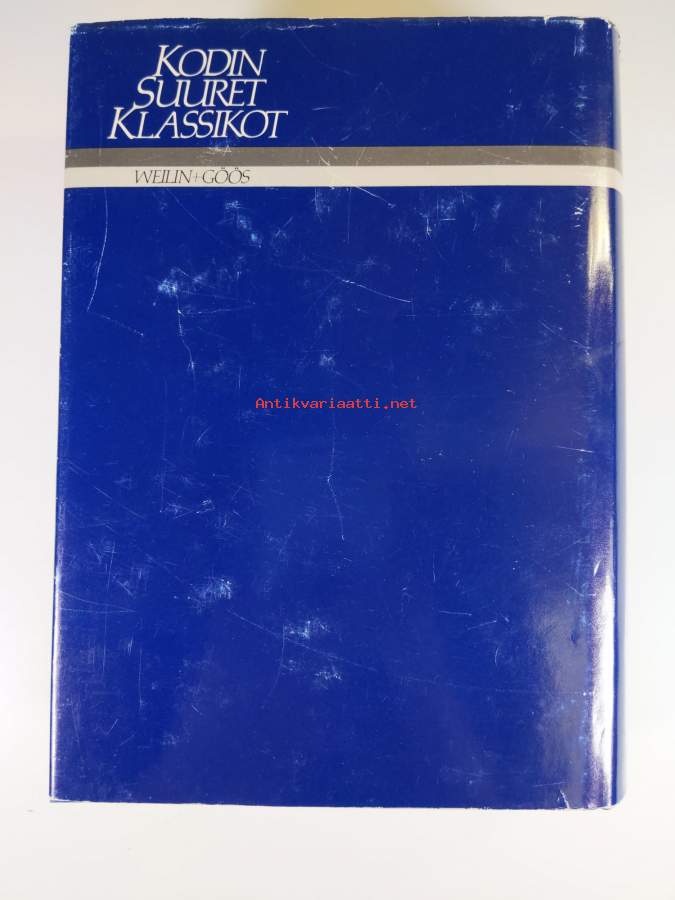 KODIN
SUURET
KLASSIKOT
WEILIN+GÖÖS
Antikvariaatti.net